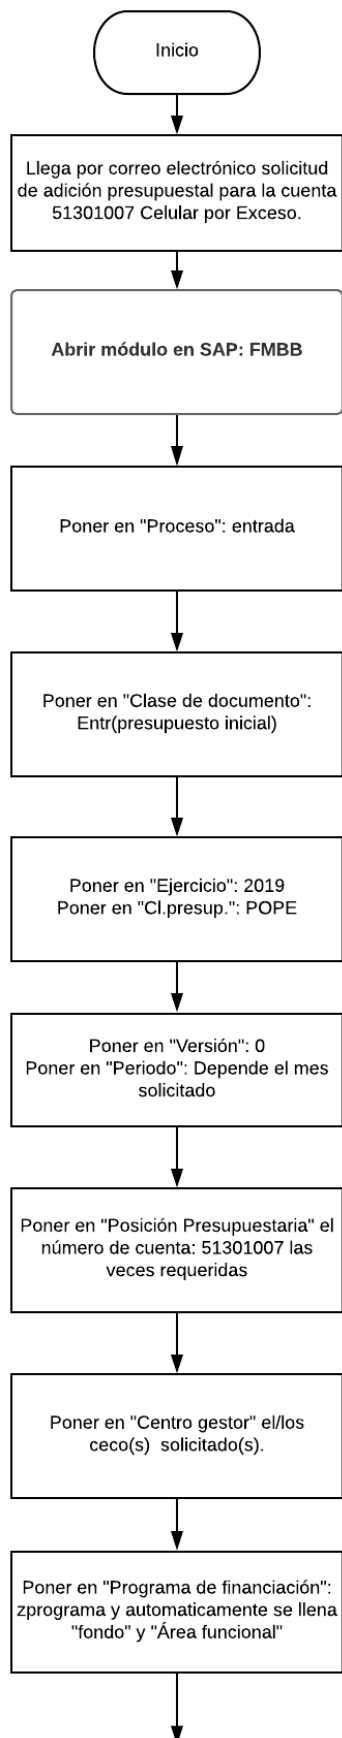 Inicio
Llega por correo electrónico solicitud
de adición presupuestal para la cuenta
51301007 Celular por Exceso.
Abrir módulo en SAP: FMBB
Poner en "Proceso": entrada
Poner en "Clase de documento":
Entr(presupuesto inicial)
Poner en "Ejercicio": 2019
Poner en "Cl.presup.": POPE
Poner en "Versión": 0
Poner en "Periodo": Depende el mes
solicitado
Poner en "Posición Presupuestaria" el
número de cuenta: 51301007 las
veces requeridas
Poner en "Centro gestor" el/los
ceco(s) solicitado(s).
Poner en "Programa de financiación":
zprograma y automaticamente se llena
"fondo" y "Área funcional"